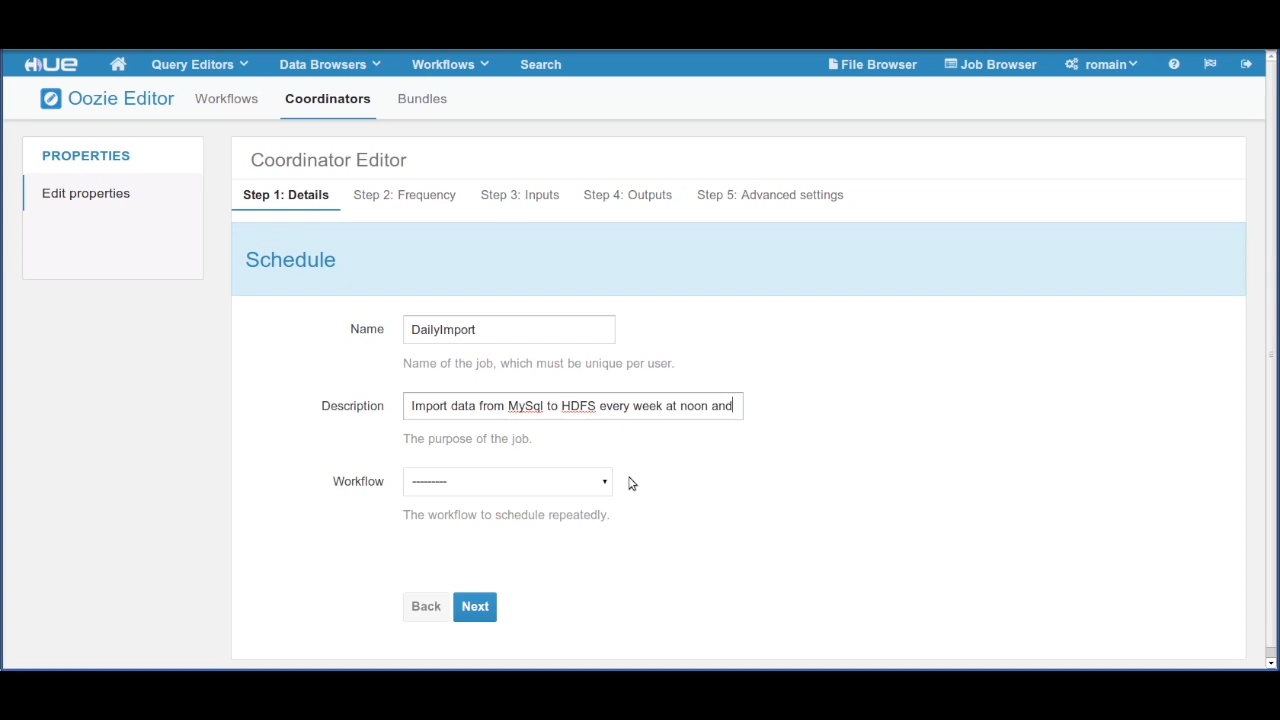 HUE Query Editors Data Browsers Workflows Search File Browser Job Browser romain
Oozie Editor Workflows Coordinators Bundles
PROPERTIES
Edit properties
Coordinator Editor
Step 1: Details Step 2: Frequency Step 3: Inputs Step 4: Outputs Step 5: Advanced settings
Schedule
Name DailyImport
Name of the job, which must be unique per user.
Description Import data from MySql to HDFS every week at noon and
The purpose of the job.
Workflow ---------
The workflow to schedule repeatedly.
Back Next